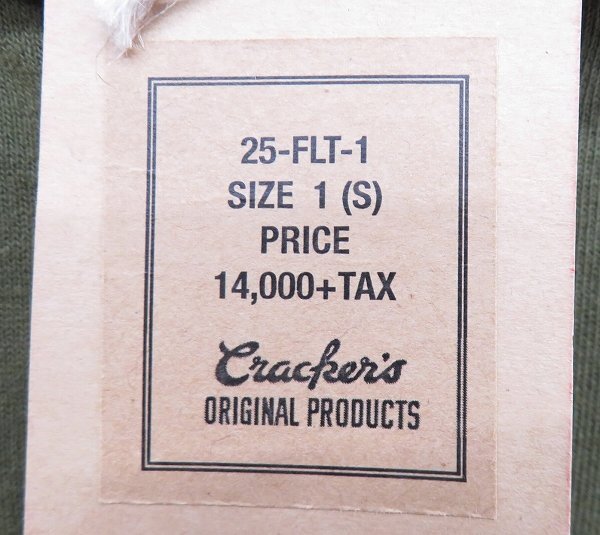 25-FLT-1
SIZE 1 (S)
PRICE
14,000+TAX
Cracker's
ORIGINAL PRODUCTS